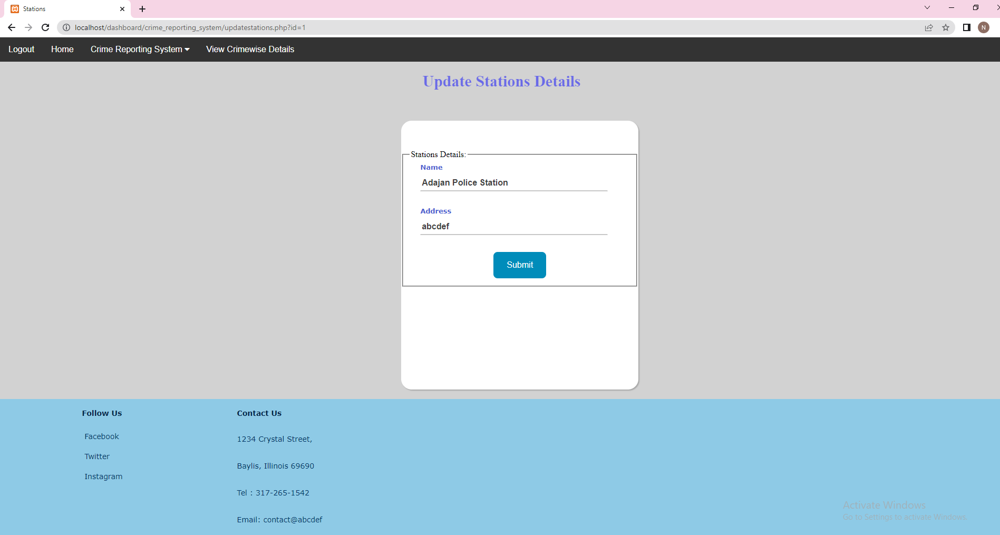 Stations
localhost/dashboard/crime_reporting_system/updatestations.php?id=1
N
Logout Home Crime Reporting System View Crimewise Details
Update Stations Details
Stations Details:
Name
Adajan Police Station
Address
abcdef
Submit
Follow Us
Facebook
Twitter
Instagram
Contact Us
1234 Crystal Street,
Baylis, Illinois 69690
Tel : 317-265-1542
Email: contact@abcdef
Activate Windows
Go to Settings to activate Windows.